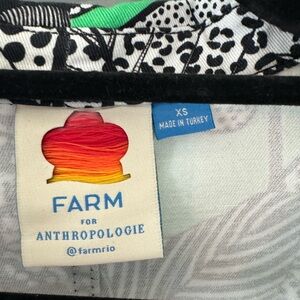 FARM
FOR
ANTHROPOLOGIE
@farmrio
XS
MADE IN TURKEY